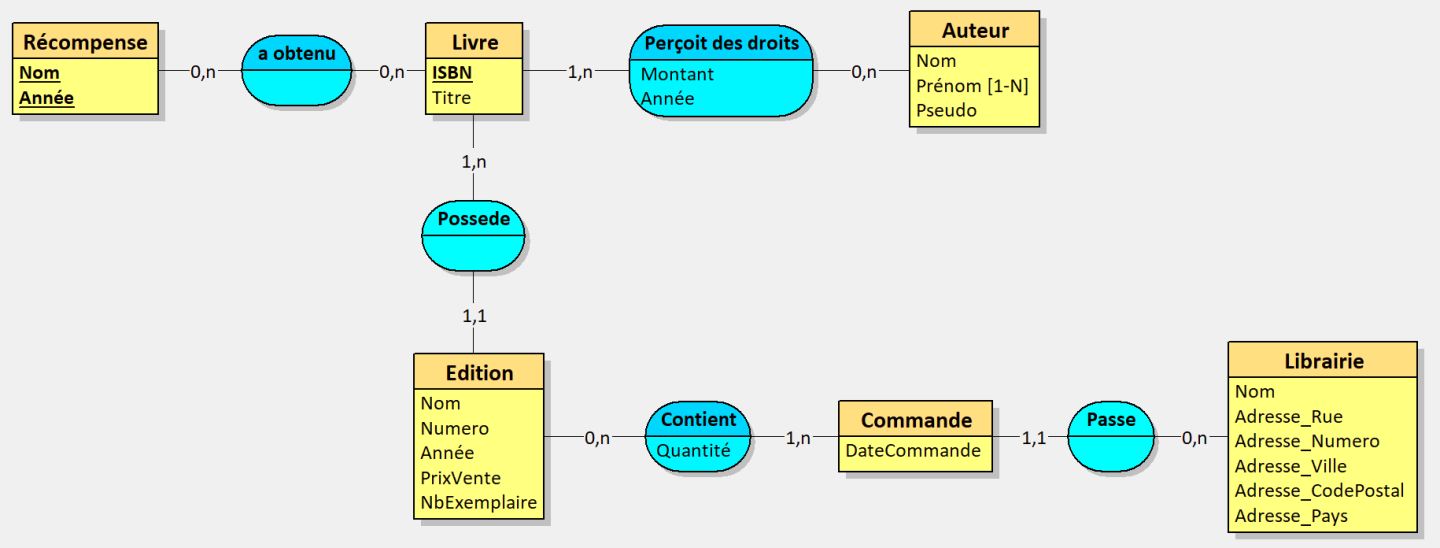 Récompense
Nom
Année
0,n
a obtenu
0,n
Livre
ISBN
Titre
1,n
Perçoit des droits
Montant
Année
0,n
Auteur
Nom
Prénom [1-N]
Pseudo
1,n
Possede
1,1
Edition
Nom
Numero
Année
PrixVente
NbExemplaire
0,n
Contient
Quantité
1,n
Commande
DateCommande
1,1
Passe
0,n
Librairie
Nom
Adresse_Rue
Adresse_Numero
Adresse_Ville
Adresse_CodePostal
Adresse_Pays